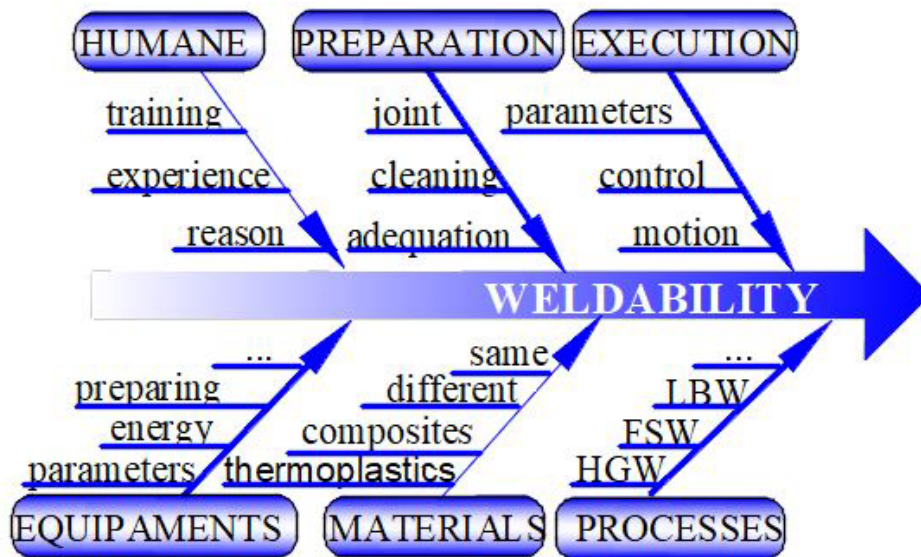 HUMANE PREPARATION EXECUTION
training joint parameters
experience cleaning control
reason adequation motion
WELDABILITY
... same ...
preparing different LBW
energy composites FSW
parameters thermoplastics HGW
EQUIPAMENTS MATERIALS PROCESSES